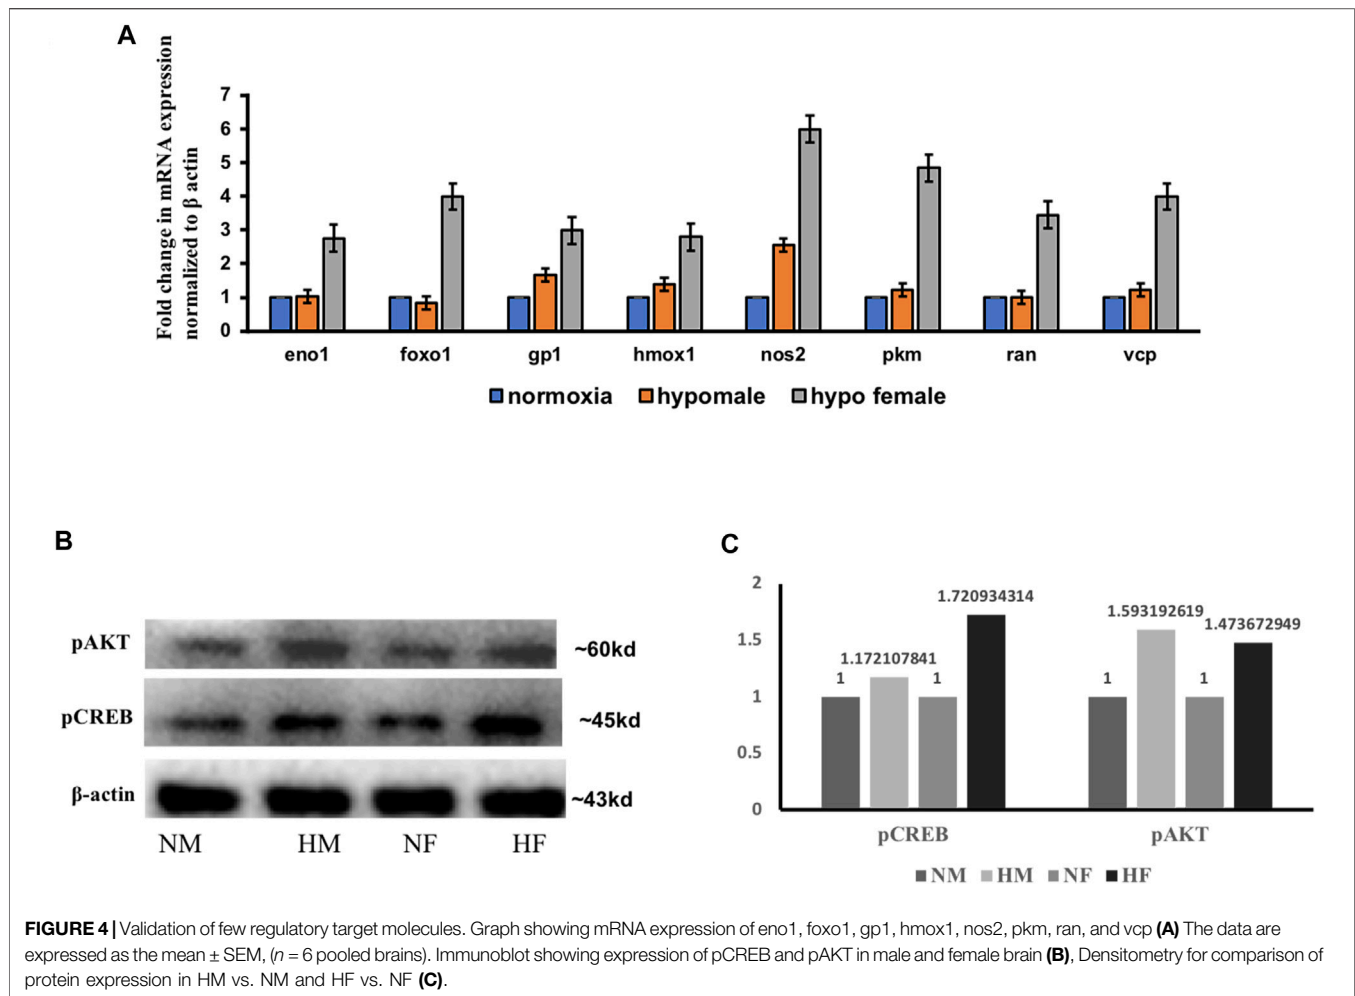 A
Fold change in mRNA expression
normalized to β actin
7
6
5
4
3
2
1
0
eno1 foxo1 gp1 hmox1 nos2 pkm ran vcp
normoxia hypomale hypo female
B
pAKT ~60kd
pCREB ~45kd
β-actin ~43kd
NM HM NF HF
C
2
1.5
1
0.5
0
1 1.172107841 1 1.720934314
1 1.593192619 1 1.473672949
pCREB pAKT
NM HM NF HF
FIGURE 4 | Validation of few regulatory target molecules. Graph showing mRNA expression of eno1, foxo1, gp1, hmox1, nos2, pkm, ran, and vcp (A) The data are
expressed as the mean ± SEM, (n = 6 pooled brains). Immunoblot showing expression of pCREB and pAKT in male and female brain (B), Densitometry for comparison of
protein expression in HM vs. NM and HF vs. NF (C).